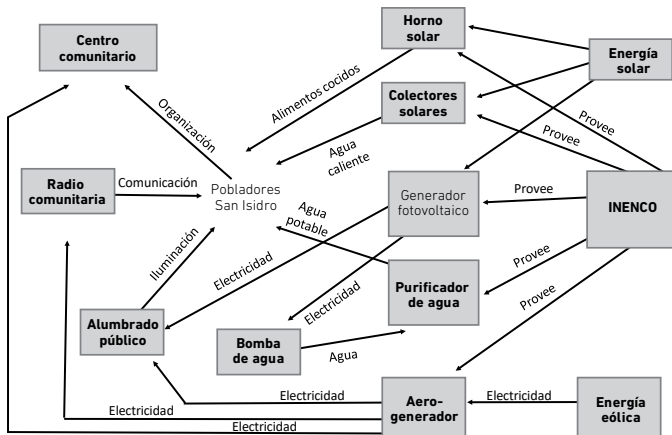 Horno
solar
Centro
comunitario
Energía
solar
Alimentos cocidos
Organización
Colectores
solares
Provee
Agua
caliente
Radio
comunitaria
Comunicación
Pobladores
San Isidro
Generador
fotovoltaico
Provee
INENCO
Agua
potable
Iluminación
Electricidad
Provee
Purificador
de agua
Electricidad
Provee
Alumbrado
público
Bomba
de agua
Agua
Electricidad
Aero-
generador
Electricidad
Energía
eólica
Electricidad
Electricidad